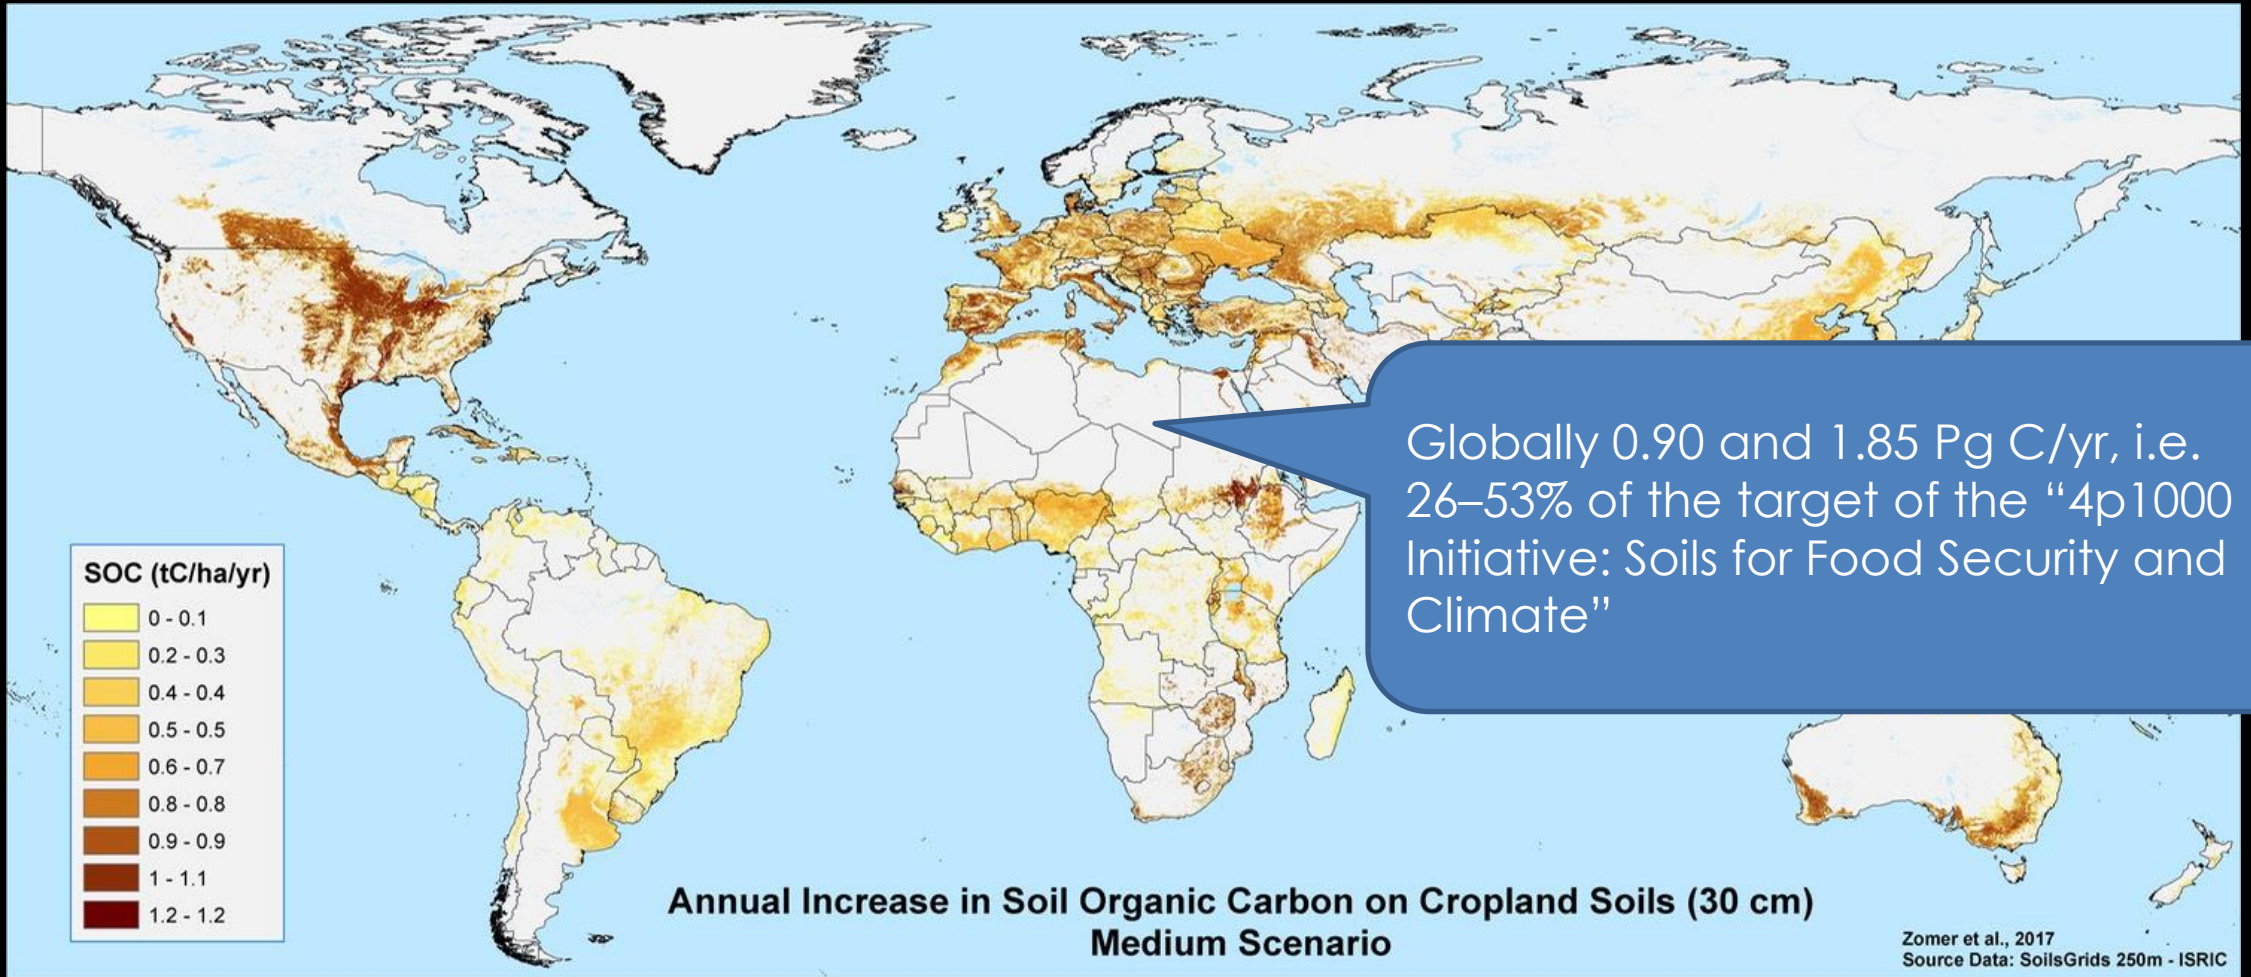 Globally 0.90 and 1.85 Pg C/yr, i.e.
26–53% of the target of the “4p1000
Initiative: Soils for Food Security and
Climate”
SOC (tC/ha/yr)
0 - 0.1
0.2 - 0.3
0.4 - 0.4
0.5 - 0.5
0.6 - 0.7
0.8 - 0.8
0.9 - 0.9
1 - 1.1
1.2 - 1.2
Annual Increase in Soil Organic Carbon on Cropland Soils (30 cm)
Medium Scenario
Zomer et al., 2017
Source Data: SoilsGrids 250m - ISRIC